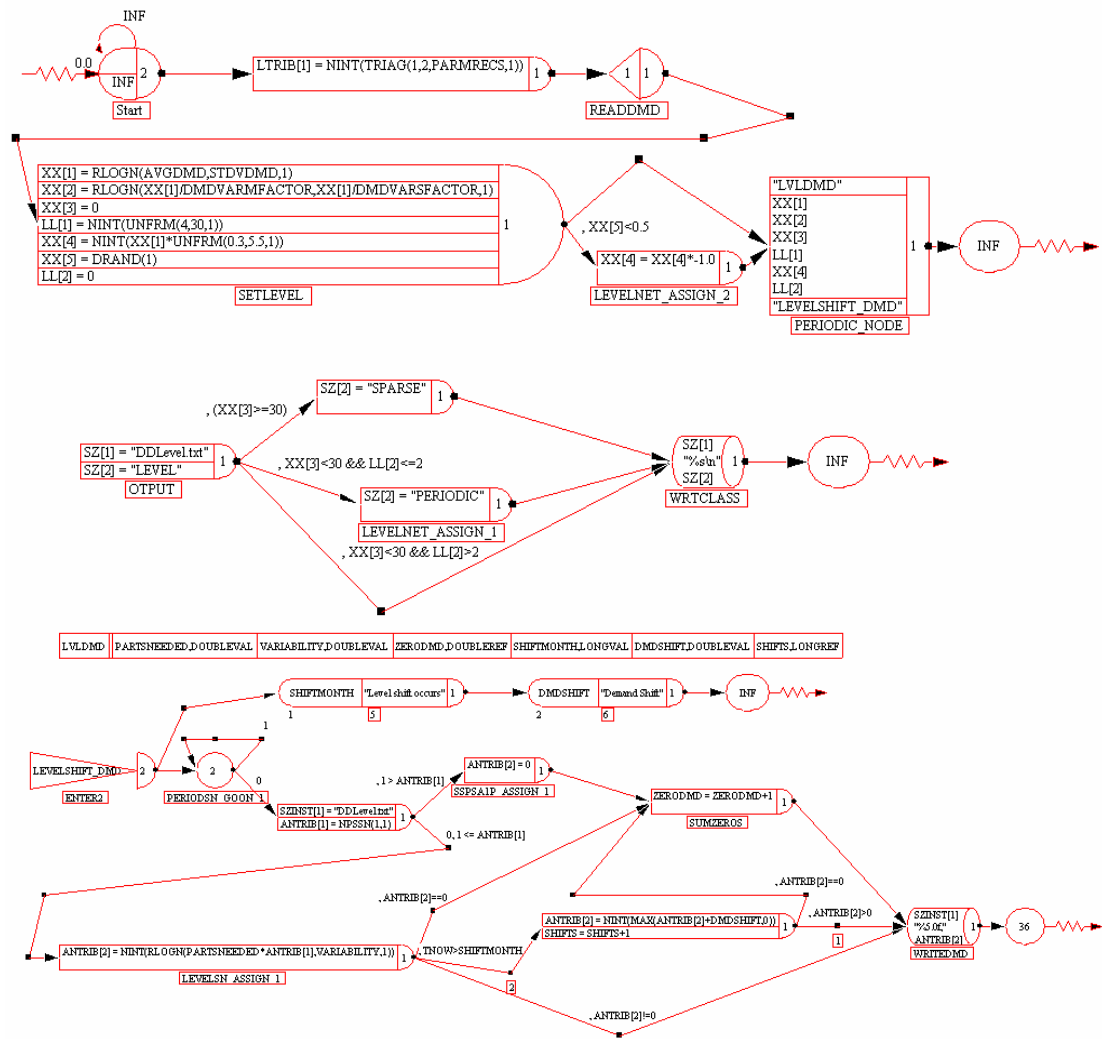 INF
0.0
INF
2
Start
LTRIB[1] = NINT(TRIAG(1,2,PARMRECS,1))
1
1
1
READDMD
XX[1] = RLOGN(AVGDMD,STDVDMD,1)
XX[2] = RLOGN(XX[1]/DMDVARMFACTOR,XX[1]/DMDVARSFACTOR,1)
XX[3] = 0
LL[1] = NINT(UNFRM(4,30,1))
XX[4] = NINT(XX[1]*UNFRM(0.3,5.5,1))
XX[5] = DRAND(1)
LL[2] = 0
1
SETLEVEL
, XX[5]<0.5
XX[4] = XX[4]*-1.0
1
LEVELNET_ASSIGN_2
"LVLDMD"
XX[1]
XX[2]
XX[3]
LL[1]
XX[4]
LL[2]
"LEVELSHIFT_DMD"
1
PERIODIC_NODE
INF
SZ[1] = "DDLevel.txt"
SZ[2] = "LEVEL"
1
OTPUT
, (XX[3]>=30)
SZ[2] = "SPARSE"
1
, XX[3]<30 && LL[2]<=2
SZ[2] = "PERIODIC"
1
LEVELNET_ASSIGN_1
, XX[3]<30 && LL[2]>2
SZ[1]
"%s\n"
SZ[2]
1
WRTCLASS
INF
LVLDMD
PARTSNEEDED,DOUBLEVAL
VARIABILITY,DOUBLEVAL
ZERODMD,DOUBLEREF
SHIFTMONTH,LONGVAL
DMDSHIFT,DOUBLEVAL
SHIFTS,LONGREF
SHIFTMONTH
"Level shift occurs"
1
1
5
DMDSHIFT
"Demand Shift"
1
2
6
INF
LEVELSHIFT_DMD
2
ENTER2
1
2
0
PERIODSN_GOON_1
SZINST[1] = "DDLevel.txt"
ANTRIB[1] = NPSSN(1,1)
1
, 1 > ANTRIB[1]
ANTRIB[2] = 0
1
SSPSA1P_ASSIGN_1
0, 1 <= ANTRIB[1]
ZERODMD = ZERODMD+1
1
SUMZEROS
ANTRIB[2] = NINT(RLOGN(PARTSNEEDED*ANTRIB[1],VARIABILITY,1))
1
LEVELSN_ASSIGN_1
, ANTRIB[2]==0
, TNOW>SHIFTMONTH
2
ANTRIB[2] = NINT(MAX(ANTRIB[2]+DMDSHIFT,0))
SHIFTS = SHIFTS+1
1
, ANTRIB[2]==0
, ANTRIB[2]>0
1
, ANTRIB[2]!=0
SZINST[1]
"%5.0f,"
ANTRIB[2]
1
WRITEDMD
36